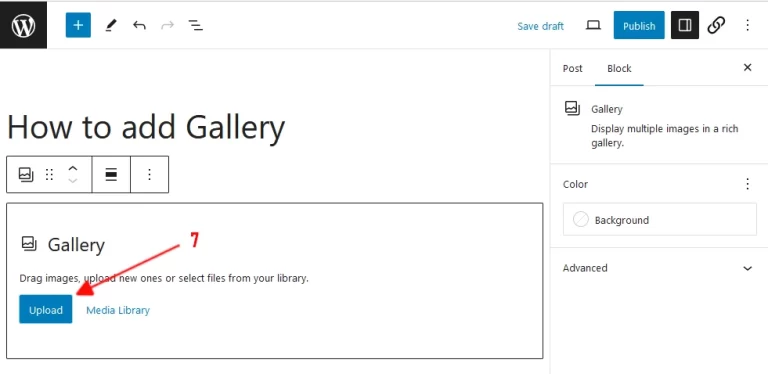 Save draft
Publish
Post
Block
Gallery
Display multiple images in a rich
gallery.
How to add Gallery
Color
Background
Gallery
7
Drag images, upload new ones or select files from your library.
Advanced
Upload
Media Library